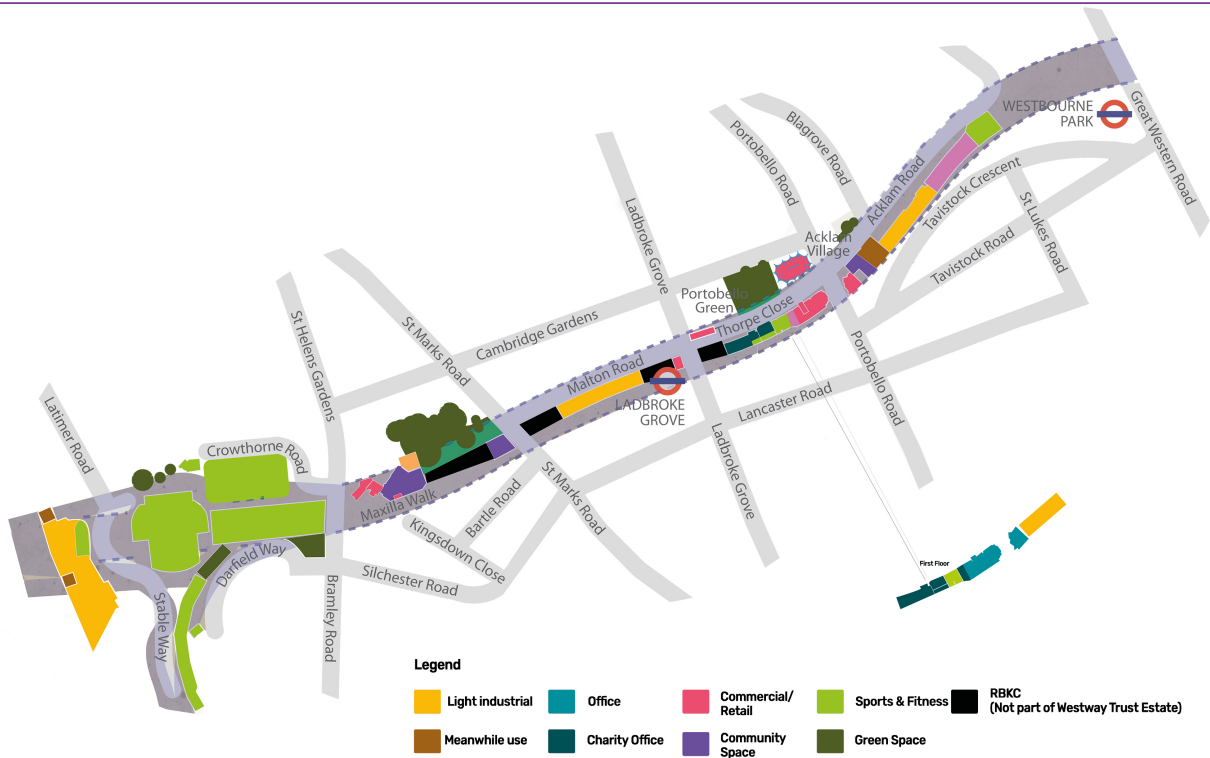 WESTBOURNE
PARK
Great Western Road
Blagrove Road
Portobello Road
Acklam Road
Tavistock Crescent
St Lukes Road
Tavistock Road
Ladbroke Grove
Acklam
Village
Portobello
Green
Thorpe Close
St Helens Gardens
St Marks Road
Cambridge Gardens
Malton Road
LADBROKE
GROVE
Portobello Road
Lancaster Road
Latimer Road
Crowthorne Road
Ladbroke Grove
St Marks Road
Maxilla Walk
Bartle Road
Kingsdown Close
Darfield Way
Silchester Road
Stable Way
Bramley Road
First Floor
Legend
Light industrial
Office
Commercial/
Retail
Sports & Fitness
RBKC
(Not part of Westway Trust Estate)
Meanwhile use
Charity Office
Community
Space
Green Space